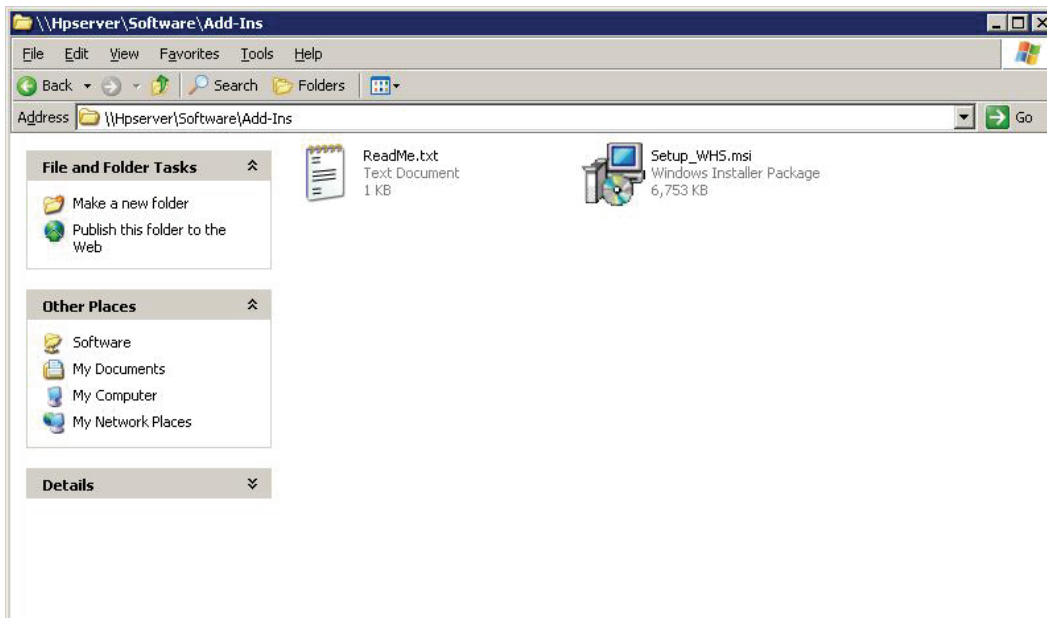 \\Hpserver\Software\Add-Ins
File Edit View Favorites Tools Help
Back Search Folders
Address \\Hpserver\Software\Add-Ins Go
File and Folder Tasks
Make a new folder
Publish this folder to the
Web
Other Places
Software
My Documents
My Computer
My Network Places
Details
ReadMe.txt
Text Document
1 KB
Setup_WHS.msi
Windows Installer Package
6,753 KB